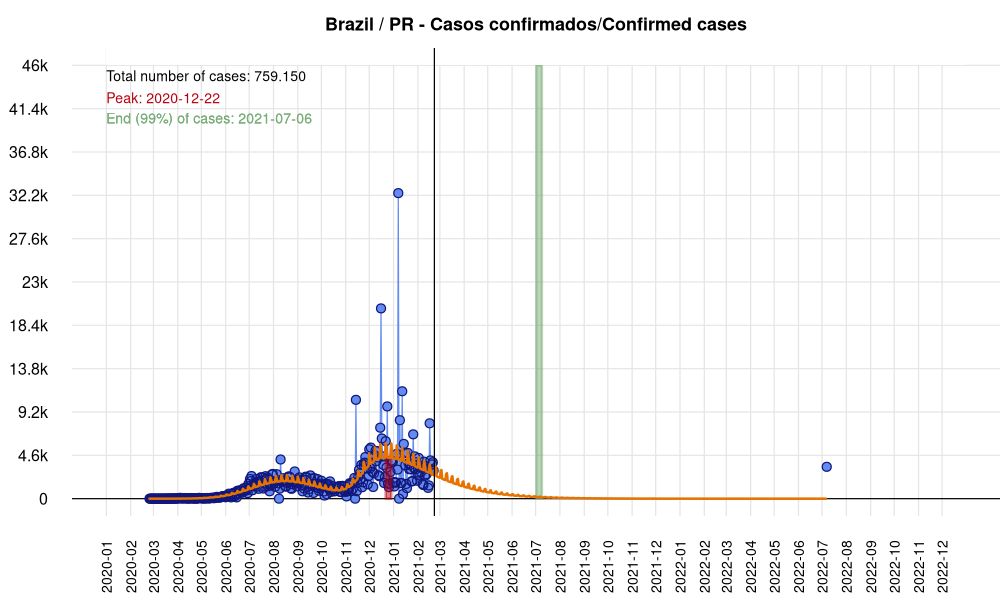 Brazil / PR - Casos confirmados/Confirmed cases
46k
41.4k
36.8k
32.2k
27.6k
23k
18.4k
13.8k
9.2k
4.6k
0
Total number of cases: 759.150
Peak: 2020-12-22
End (99%) of cases: 2021-07-06
2020-01
2020-02
2020-03
2020-04
2020-05
2020-06
2020-07
2020-08
2020-09
2020-10
2020-11
2020-12
2021-01
2021-02
2021-03
2021-04
2021-05
2021-06
2021-07
2021-08
2021-09
2021-10
2021-11
2021-12
2022-01
2022-02
2022-03
2022-04
2022-05
2022-06
2022-07
2022-08
2022-09
2022-10
2022-11
2022-12